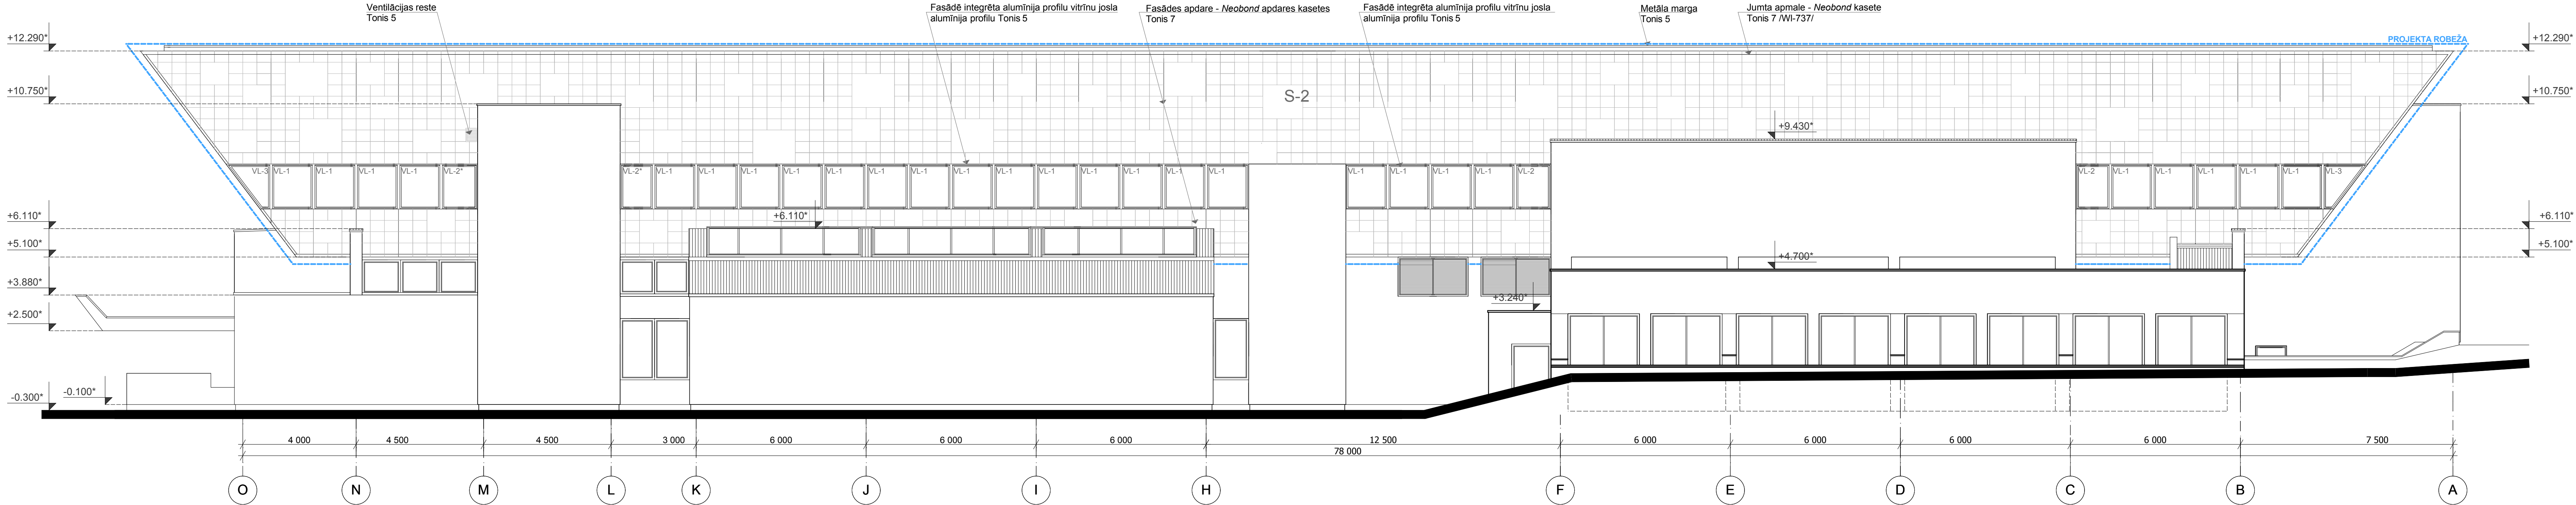 Ventilācijas reste
Tonis 5
Fasādē integrēta alumīnija profilu vitrīnu josla
alumīnija profilu Tonis 5
Fasādes apdare - Neobond apdares kasetes
Tonis 7
Fasādē integrēta alumīnija profilu vitrīnu josla
alumīnija profilu Tonis 5
Metāla marga
Tonis 5
Jumta apmale - Neobond kasete
Tonis 7 /WI-737/
+12.290*
PROJEKTA ROBEŽA
+12.290*
+10.750*
S-2
+10.750*
+9.430*
VL-3 VL-1 VL-1 VL-1 VL-1 VL-2* VL-2* VL-1 VL-1 VL-1 VL-1 VL-1 VL-1 VL-1 VL-1 VL-1 VL-1 VL-1 VL-1 VL-1 VL-1 VL-1 VL-1 VL-1 VL-2 VL-2 VL-1 VL-1 VL-1 VL-1 VL-1 VL-3
+6.110*
+6.110*
+6.110*
+5.100*
+5.100*
+4.700*
+3.880*
+3.240*
+2.500*
-0.100*
-0.300*
4 000 4 500 4 500 3 000 6 000 6 000 6 000 12 500 6 000 6 000 6 000 6 000 7 500
78 000
O N M L K J I H F E D C B A